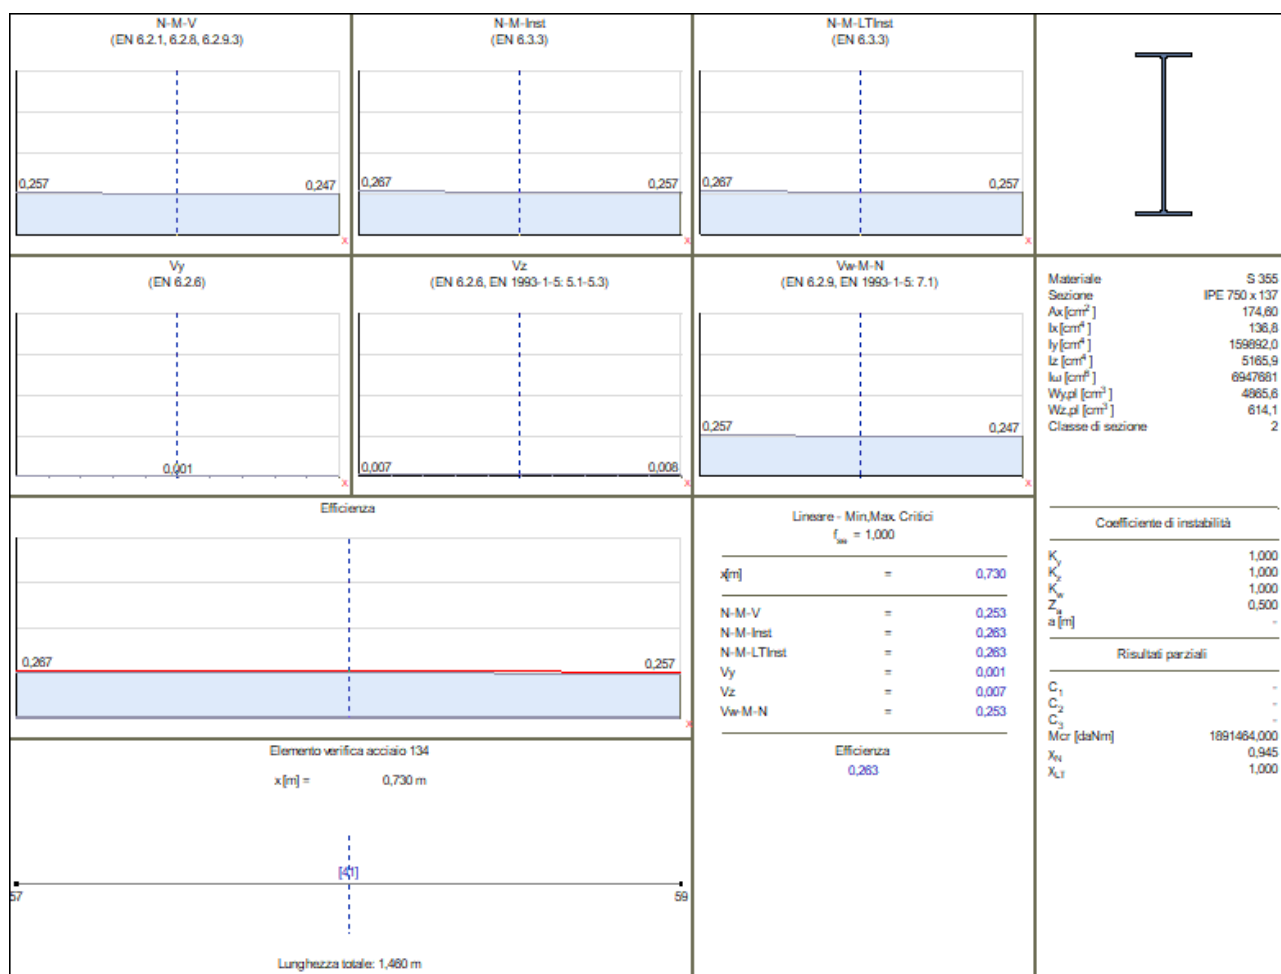 N-M-V
(EN 6.2.1, 6.2.8, 6.2.9.3)
0,257
0,247
x
N-M-Inst
(EN 6.3.3)
0,267
0,257
x
N-M-LTInst
(EN 6.3.3)
0,267
0,257
x
Vy
(EN 6.2.6)
0,001
x
Vz
(EN 6.2.6, EN 1993-1-5: 5.1-5.3)
0,007
0,008
x
Vw-M-N
(EN 6.2.9, EN 1993-1-5: 7.1)
0,257
0,247
x
Materiale S 355
Sezione IPE 750 x 137
Ax [cm²] 174,60
Ix [cm⁴] 136,8
Iy [cm⁴] 159892,0
Iz [cm⁴] 5165,9
Iω [cm⁶] 6947681
Wy,pl [cm³] 4865,6
Wz,pl [cm³] 614,1
Classe di sezione 2
Efficienza
0,267
0,257
x
Lineare - Min,Max. Critici
= 1,000
x[m] = 0,730
N-M-V = 0,253
N-M-Inst = 0,263
N-M-LTInst = 0,263
Vy = 0,001
Vz = 0,007
Vw-M-N = 0,253
Efficienza
0,263
Coefficiente di instabilità
Ky 1,000
Kz 1,000
Kw 1,000
Za 0,500
a [m] -
Risultati parziali
C1 -
C2 -
C3 -
Mcr [daNm] 1891464,000
χN 0,945
χLT 1,000
Elemento verifica acciaio 134
x [m] = 0,730 m
[41]
57
59
Lunghezza totale: 1,460 m